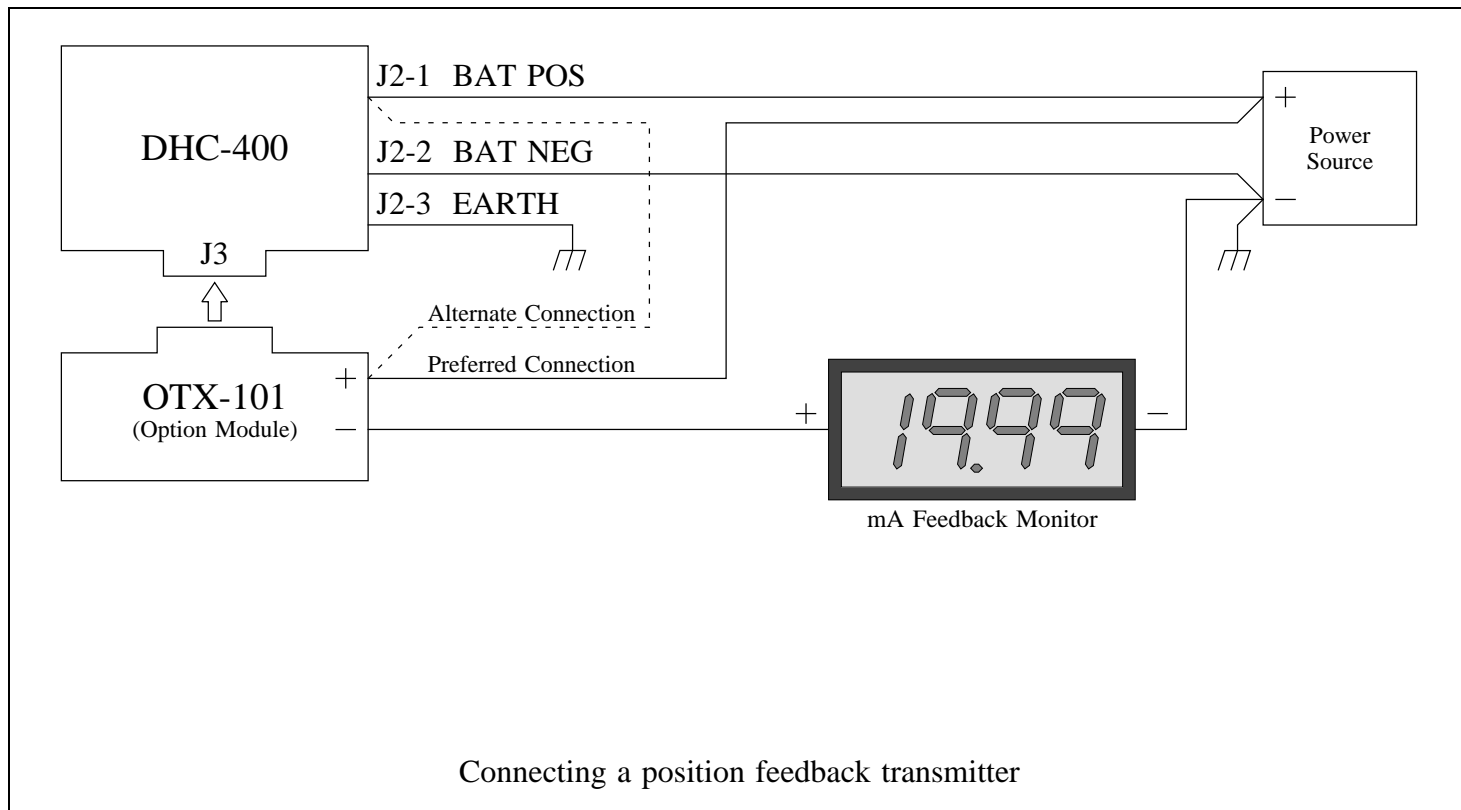 J2-1 BAT POS
DHC-400
J2-2 BAT NEG
J2-3 EARTH
J3
+
Power
Source
−
Alternate Connection
Preferred Connection
OTX-101
(Option Module)
+
−
+
19.99
−
mA Feedback Monitor
Connecting a position feedback transmitter